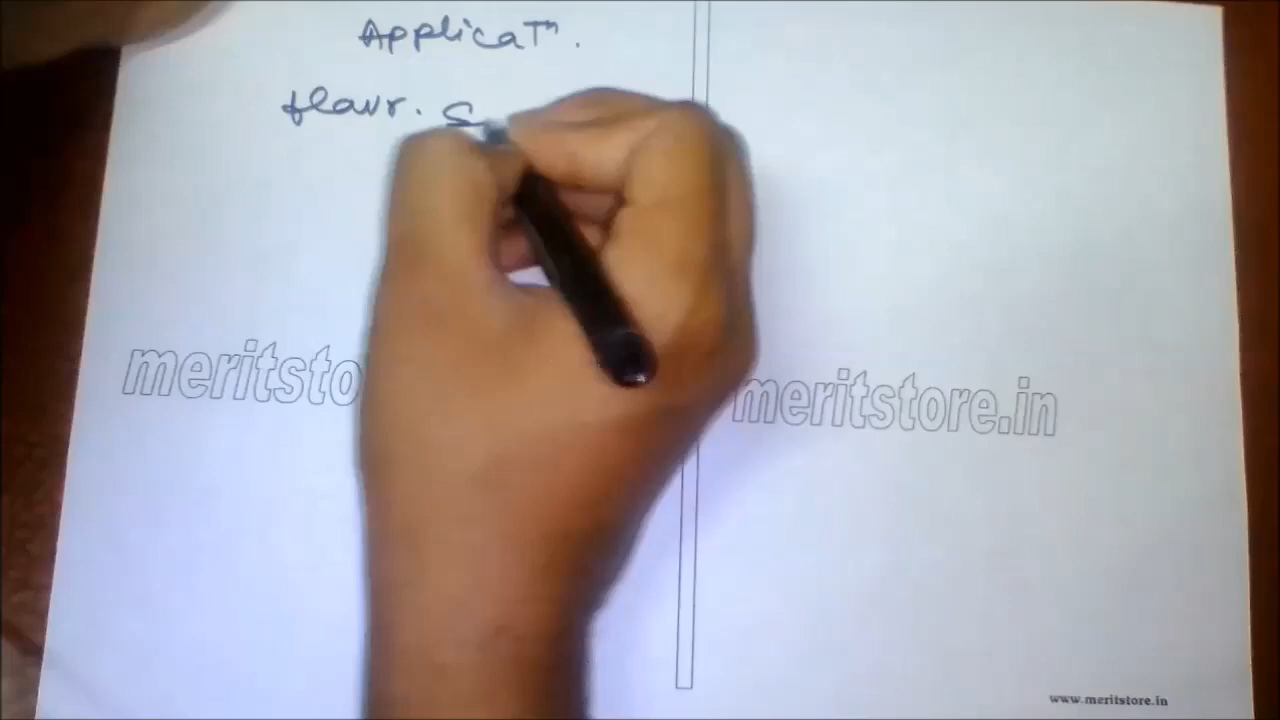 Applicatn.
flavr. S
meritsto
meritstore.in
www.meritstore.in